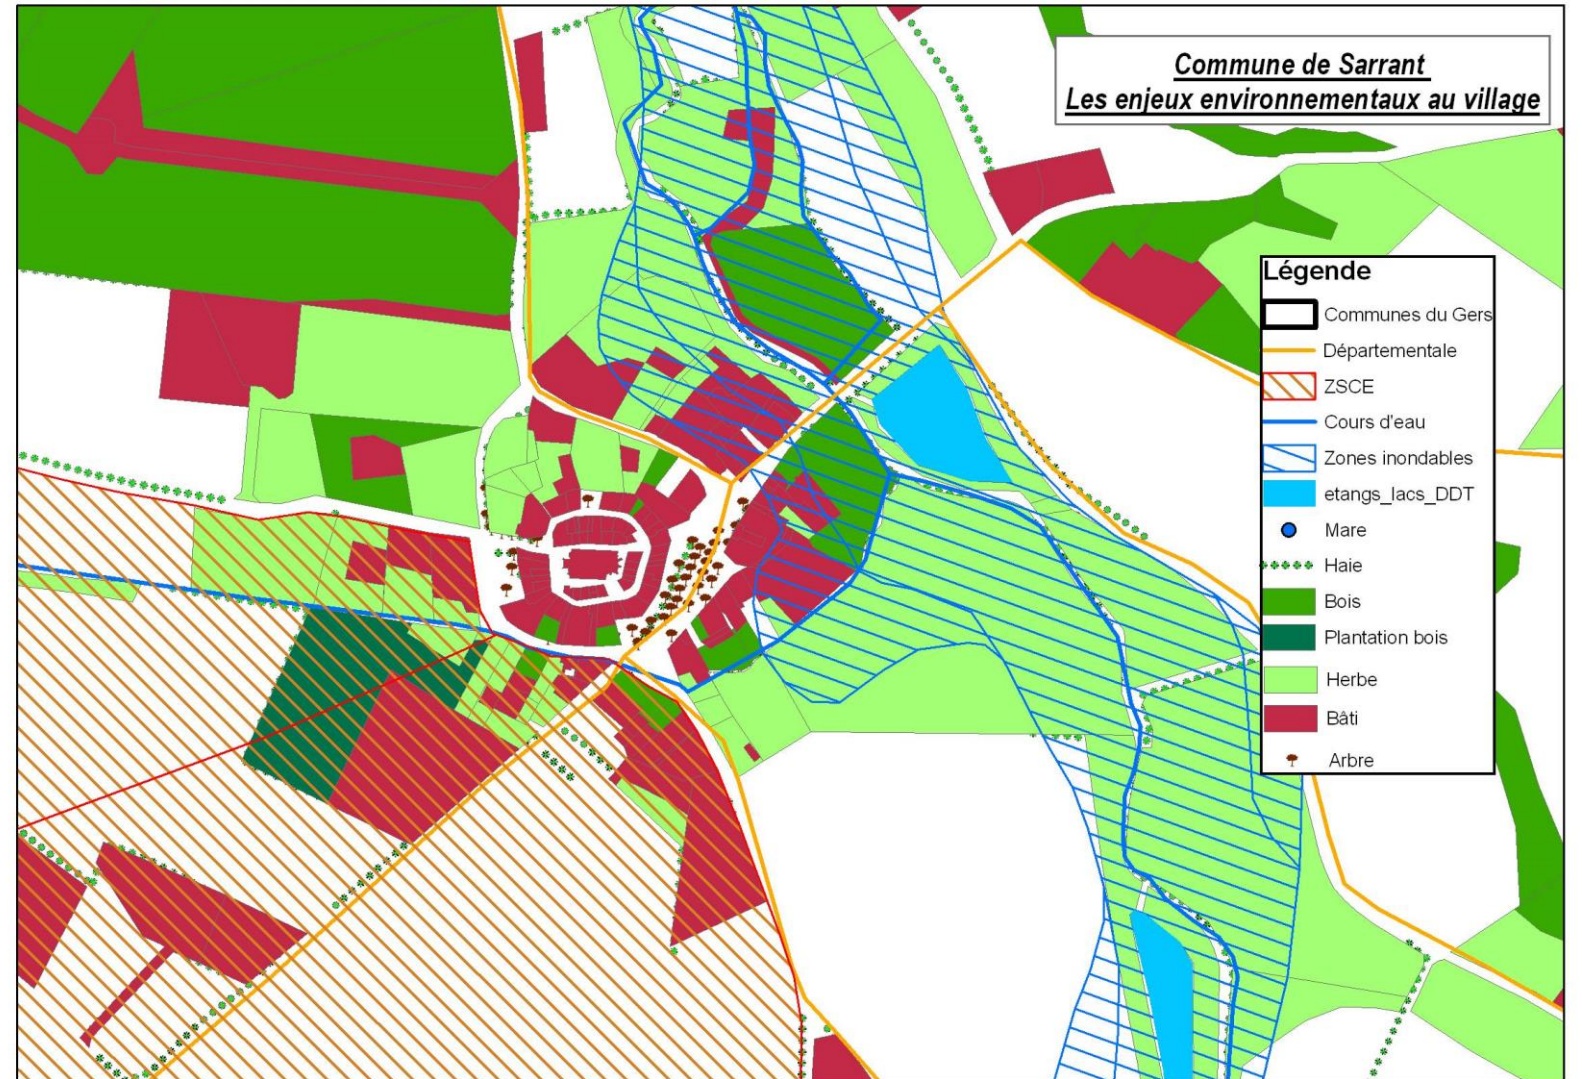 Commune de Sarrant
Les enjeux environnementaux au village
Légende
Communes du Gers
Départementale
ZSCE
Cours d'eau
Zones inondables
etangs_lacs_DDT
Mare
Haie
Bois
Plantation bois
Herbe
Bâti
Arbre